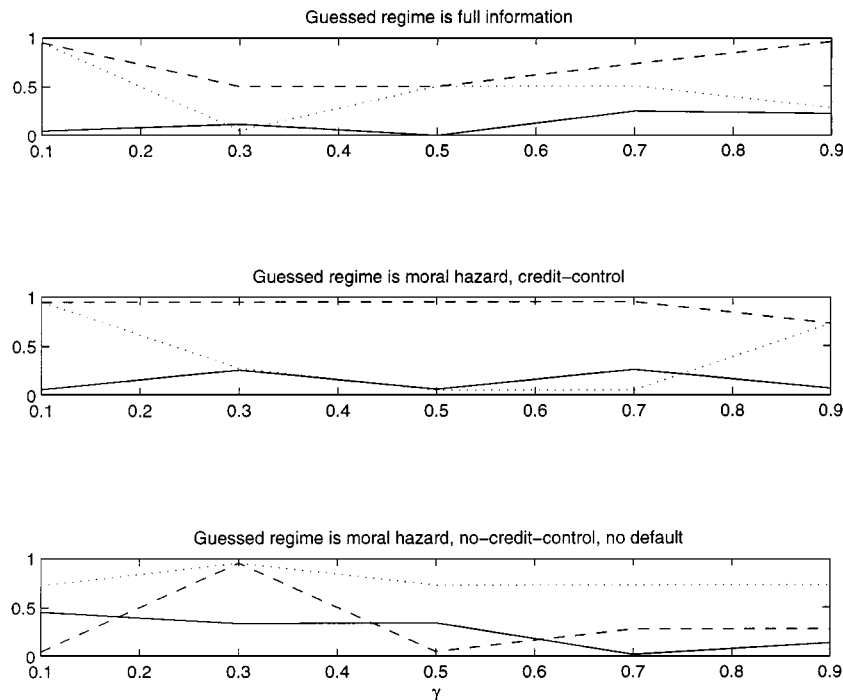 Guessed regime is full information
1
0.5
0
0.1 0.2 0.3 0.4 0.5 0.6 0.7 0.8 0.9
Guessed regime is moral hazard, credit−control
1
0.5
0
0.1 0.2 0.3 0.4 0.5 0.6 0.7 0.8 0.9
Guessed regime is moral hazard, no−credit−control, no default
1
0.5
0
0.1 0.2 0.3 0.4 0.5 0.6 0.7 0.8 0.9
γ